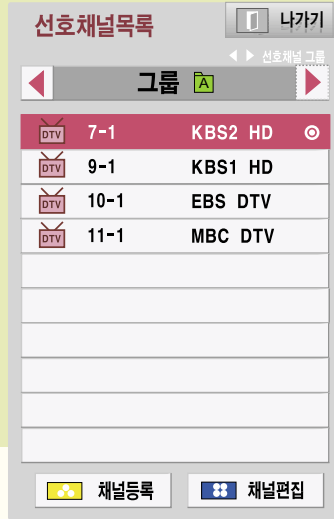 선호채널목록
나가기
선호채널 그룹
그룹 A
DTV 7-1 KBS2 HD
DTV 9-1 KBS1 HD
DTV 10-1 EBS DTV
DTV 11-1 MBC DTV
채널등록 채널편집